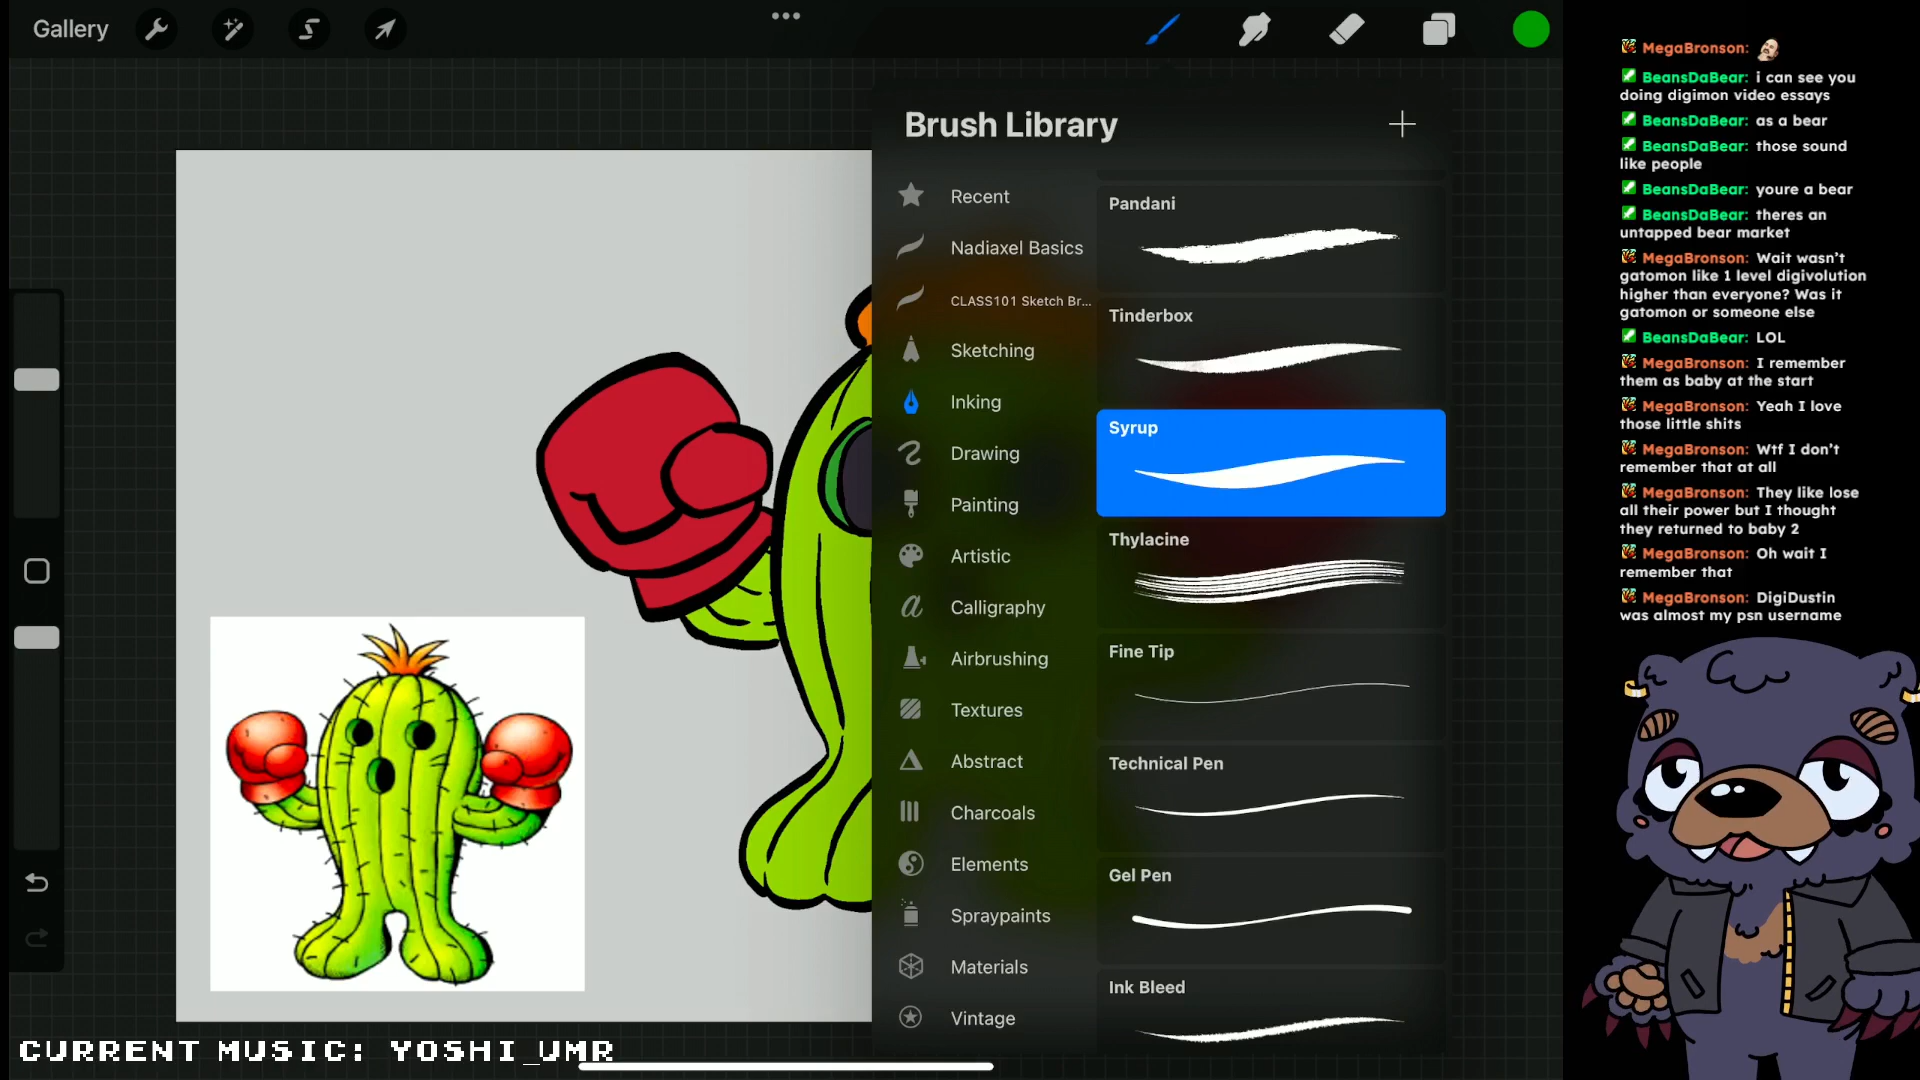 Gallery
Brush Library
Recent
Nadiaxel Basics
CLASS101 Sketch Br...
Sketching
Inking
Drawing
Painting
Artistic
Calligraphy
Airbrushing
Textures
Abstract
Charcoals
Elements
Spraypaints
Materials
Vintage
Pandani
Tinderbox
Syrup
Thylacine
Fine Tip
Technical Pen
Gel Pen
Ink Bleed
MegaBronson:
BeansDaBear: i can see you
doing digimon video essays
BeansDaBear: as a bear
BeansDaBear: those sound
like people
BeansDaBear: youre a bear
BeansDaBear: theres an
untapped bear market
MegaBronson: Wait wasn't
gatomon like 1 level digivolution
higher than everyone? Was it
gatomon or someone else
BeansDaBear: LOL
MegaBronson: I remember
them as baby at the start
MegaBronson: Yeah I love
those little shits
MegaBronson: Wtf I don't
remember that at all
MegaBronson: They like lose
all their power but I thought
they returned to baby 2
MegaBronson: Oh wait I
remember that
MegaBronson: DigiDustin
was almost my psn username
CURRENT MUSIC: YOSHI_UMR